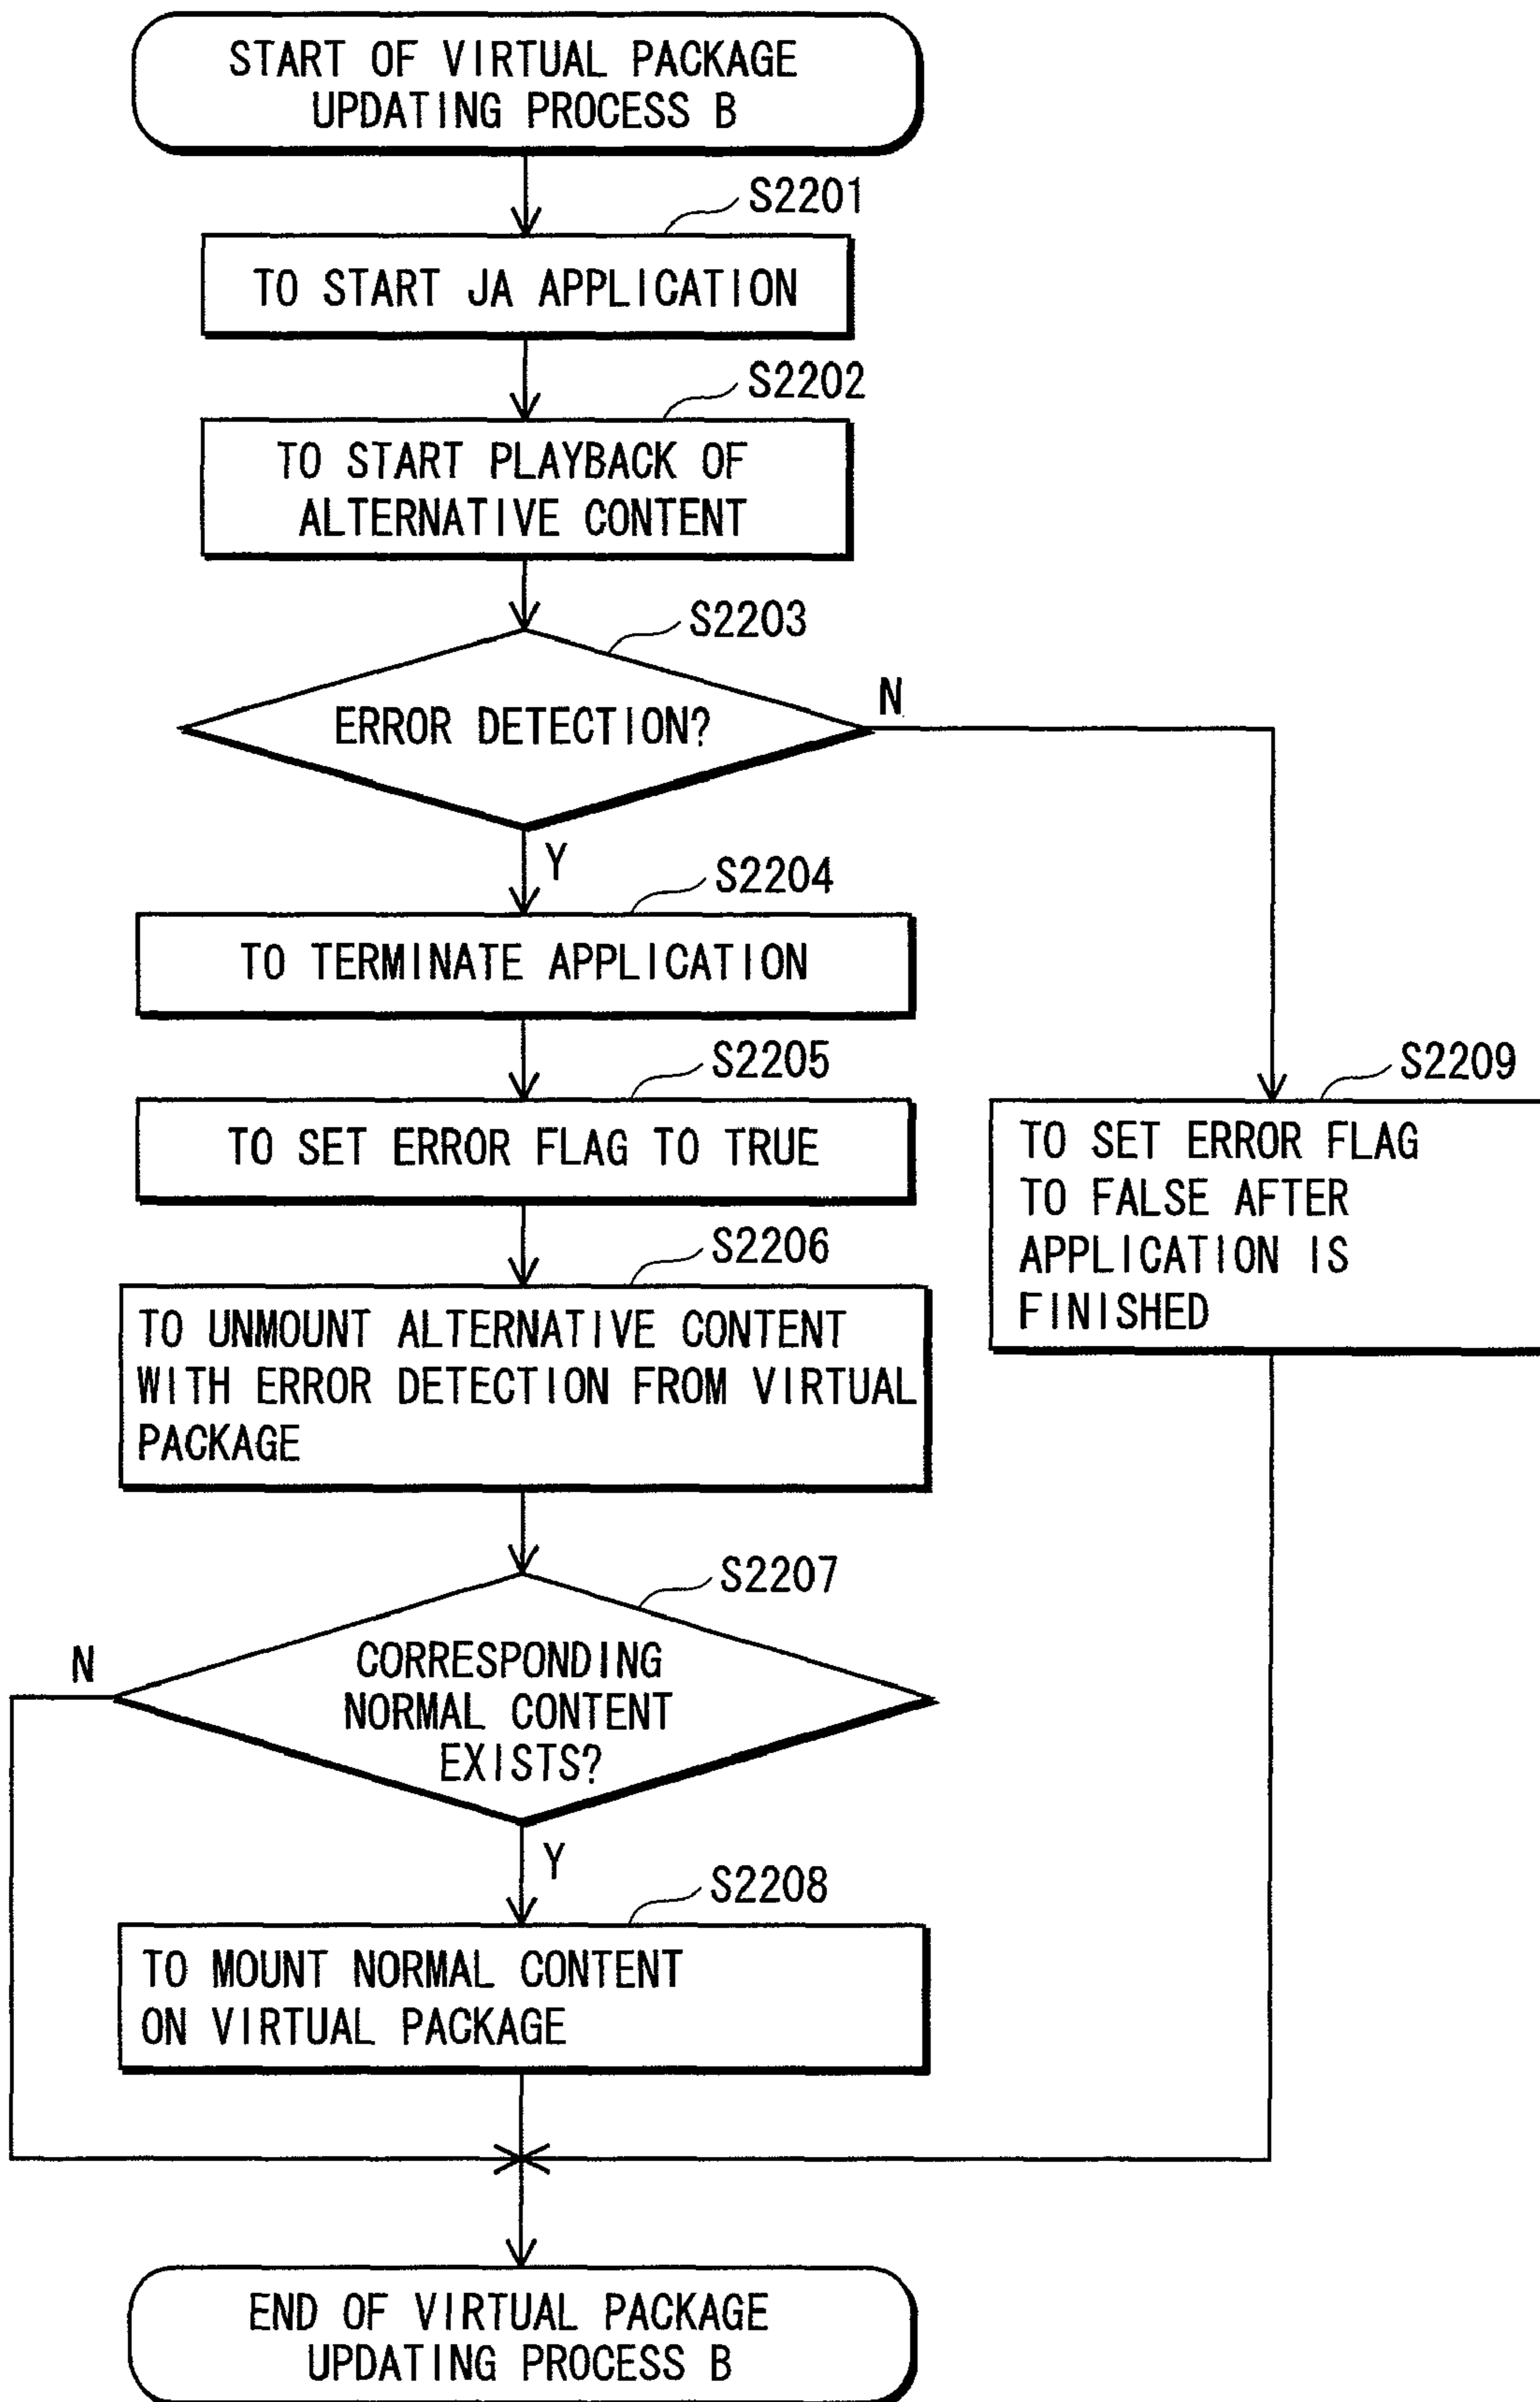 START OF VIRTUAL PACKAGE
UPDATING PROCESS B
S2201
TO START JA APPLICATION
S2202
TO START PLAYBACK OF
ALTERNATIVE CONTENT
S2203
ERROR DETECTION?
N
Y
S2204
TO TERMINATE APPLICATION
S2205
TO SET ERROR FLAG TO TRUE
S2209
TO SET ERROR FLAG
TO FALSE AFTER
APPLICATION IS
FINISHED
S2206
TO UNMOUNT ALTERNATIVE CONTENT
WITH ERROR DETECTION FROM VIRTUAL
PACKAGE
S2207
CORRESPONDING
NORMAL CONTENT
EXISTS?
N
Y
S2208
TO MOUNT NORMAL CONTENT
ON VIRTUAL PACKAGE
END OF VIRTUAL PACKAGE
UPDATING PROCESS B